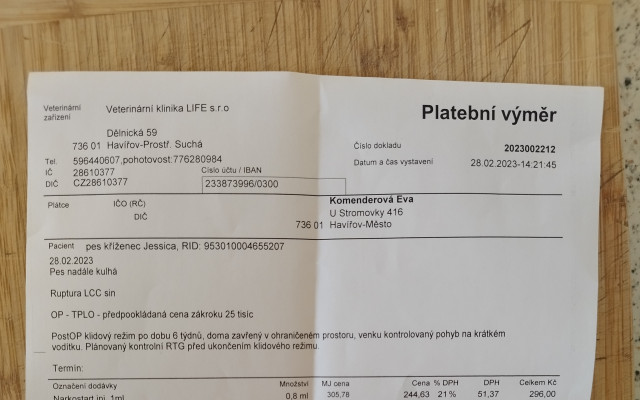 Veterinární zařízení Veterinární klinika LIFE s.r.o
Platební výměr
Dělnická 59
736 01 Havířov-Prostř. Suchá
Číslo dokladu 2023002212
Tel. 596440607,pohotovost:776280984
Datum a čas vystavení 28.02.2023-14:21:45
IČ 28610377 Číslo účtu / IBAN
DIČ CZ28610377 233873996/0300
Plátce IČO (RČ) Komenderová Eva
DIČ U Stromovky 416
736 01 Havířov-Město
Pacient pes kříženec Jessica, RID: 953010004655207
28.02.2023
Pes nadále kulhá
Ruptura LCC sin
OP - TPLO - předpopokládaná cena zákroku 25 tisic
PostOP klidový režim po dobu 6 týdnů, doma zavřený v ohraničeném prostoru, venku kontrolovaný pohyb na krátkém
vodítku. Plánovaný kontrolní RTG před ukončením klidového režimu.
Termín:
Označení dodávky Množství MJ cena Cena % DPH DPH Celkem Kč
Narkostart inj. 1ml 0,8 ml 305,78 244,63 21 % 51,37 296,00